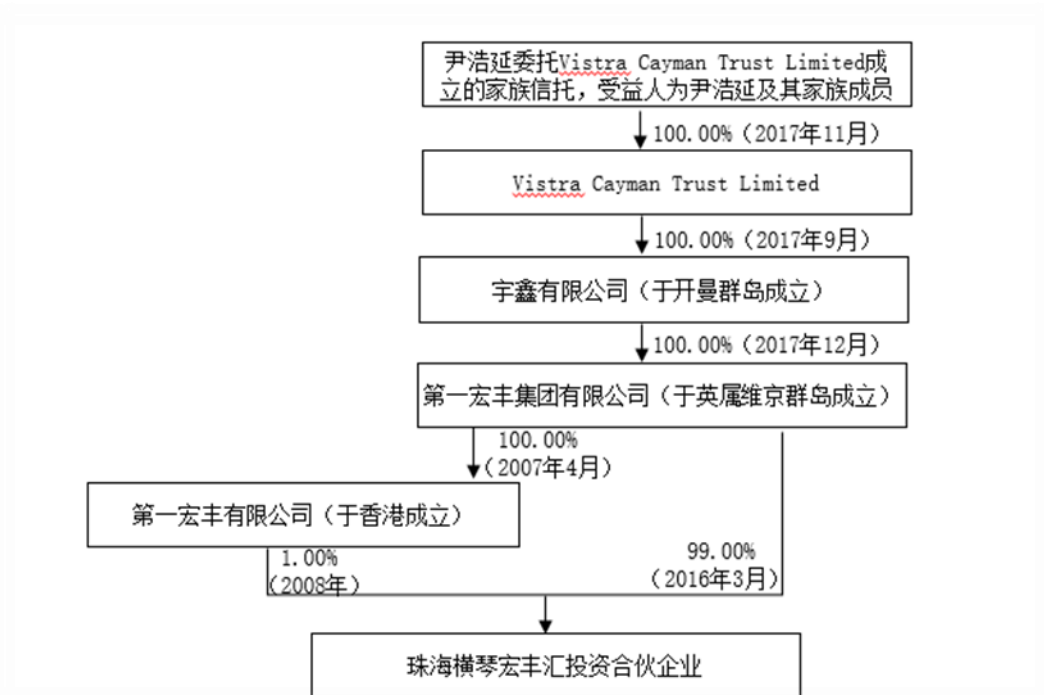 尹浩延委托Vistra Cayman Trust Limited成
立的家族信托，受益人为尹浩延及其家族成员
100.00%（2017年11月）
Vistra Cayman Trust Limited
100.00%（2017年9月）
宇鑫有限公司（于开曼群岛成立）
100.00%（2017年12月）
第一宏丰集团有限公司（于英属维京群岛成立）
100.00%
（2007年4月）
第一宏丰有限公司（于香港成立）
1.00%
（2008年）
99.00%
（2016年3月）
珠海横琴宏丰汇投资合伙企业